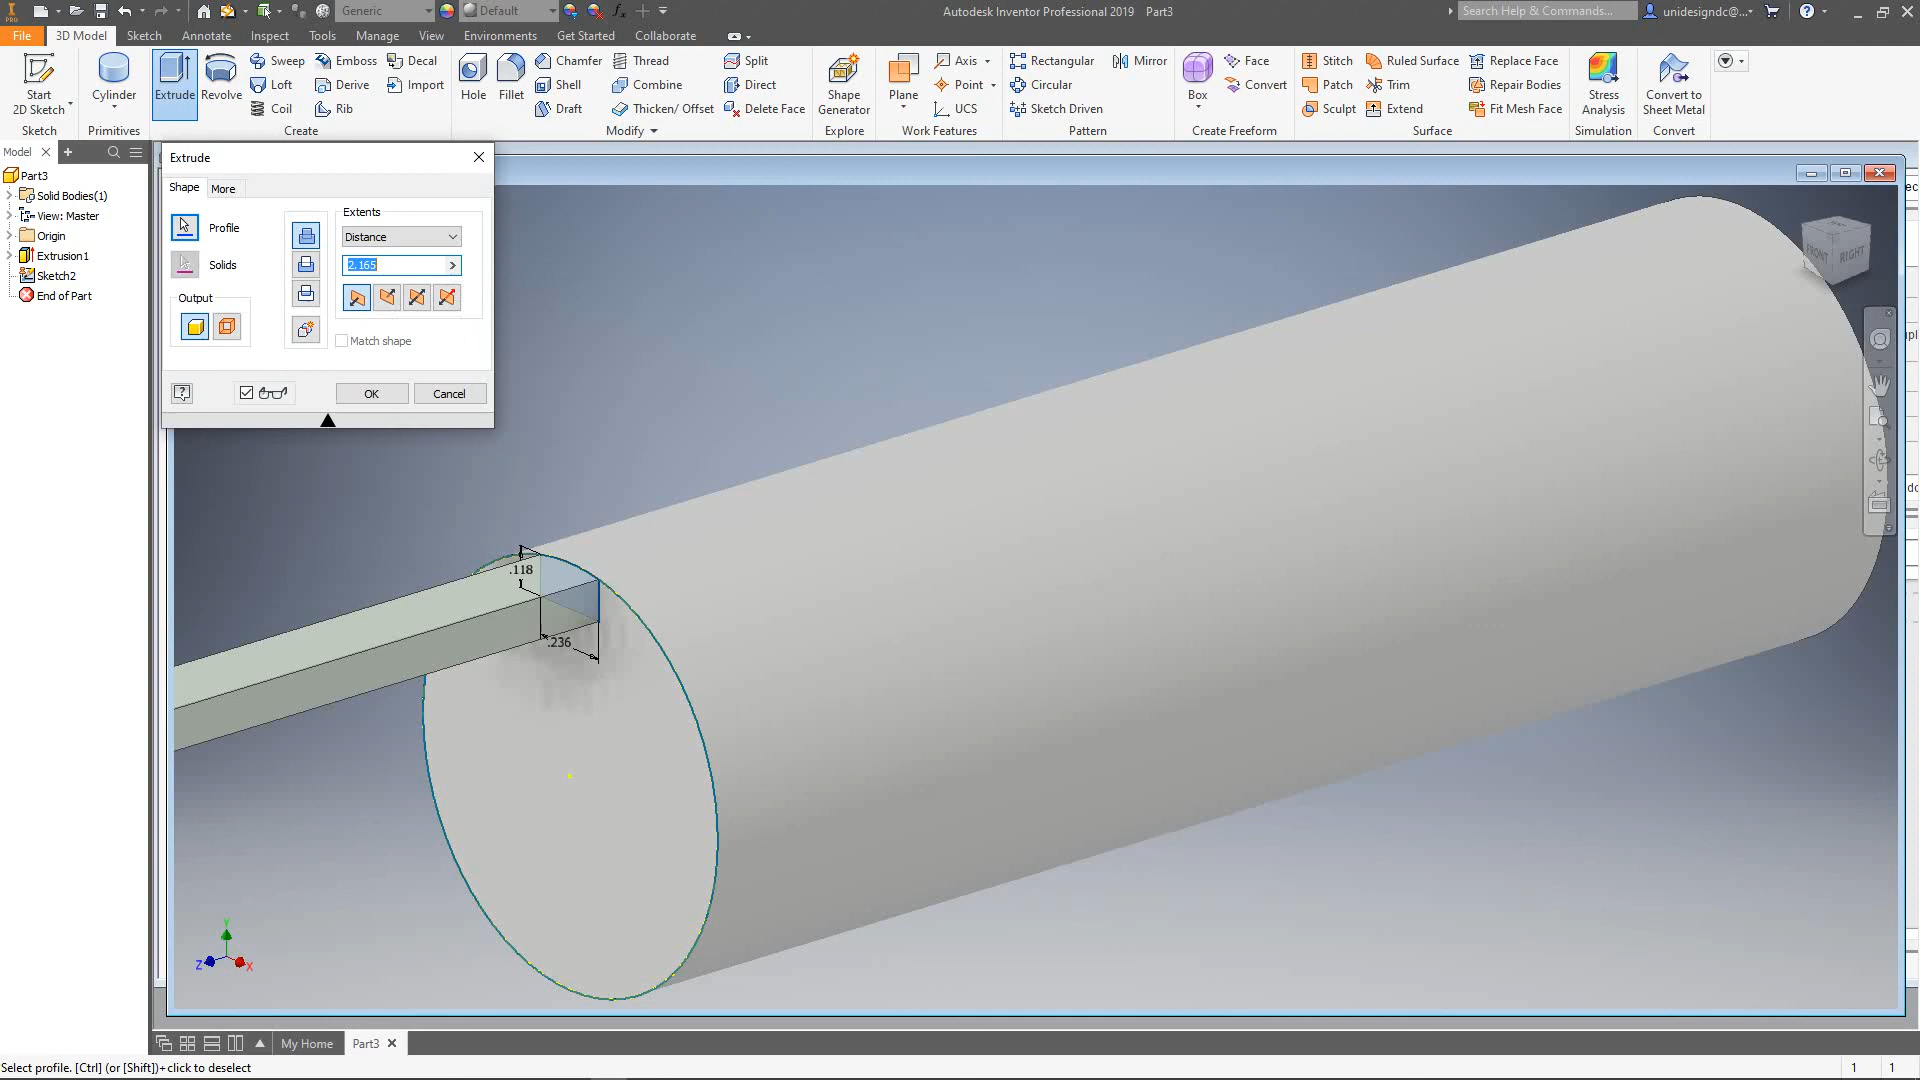 PRO
Generic
Default
fx
Autodesk Inventor Professional 2019 Part3
Search Help & Commands...
unidesigndc@...
File
3D Model
Sketch
Annotate
Inspect
Tools
Manage
View
Environments
Get Started
Collaborate
Start
2D Sketch
Sketch
Cylinder
Primitives
Extrude
Revolve
Sweep
Loft
Coil
Emboss
Derive
Rib
Decal
Import
Create
Hole
Fillet
Chamfer
Shell
Draft
Thread
Combine
Thicken/ Offset
Split
Direct
Delete Face
Modify
Shape
Generator
Explore
Plane
Axis
Point
UCS
Work Features
Rectangular
Circular
Sketch Driven
Mirror
Pattern
Box
Face
Convert
Create Freeform
Stitch
Patch
Sculpt
Ruled Surface
Trim
Extend
Replace Face
Repair Bodies
Fit Mesh Face
Surface
Stress
Analysis
Simulation
Convert to
Sheet Metal
Convert
Model
Part3
Solid Bodies(1)
View: Master
Origin
Extrusion1
Sketch2
End of Part
Extrude
Shape
More
Profile
Solids
Output
Extents
Distance
2.165
Match shape
OK
Cancel
.118
.236
FRONT
RIGHT
Y
Z
X
My Home
Part3
Select profile. [Ctrl] (or [Shift])+click to deselect
1
1